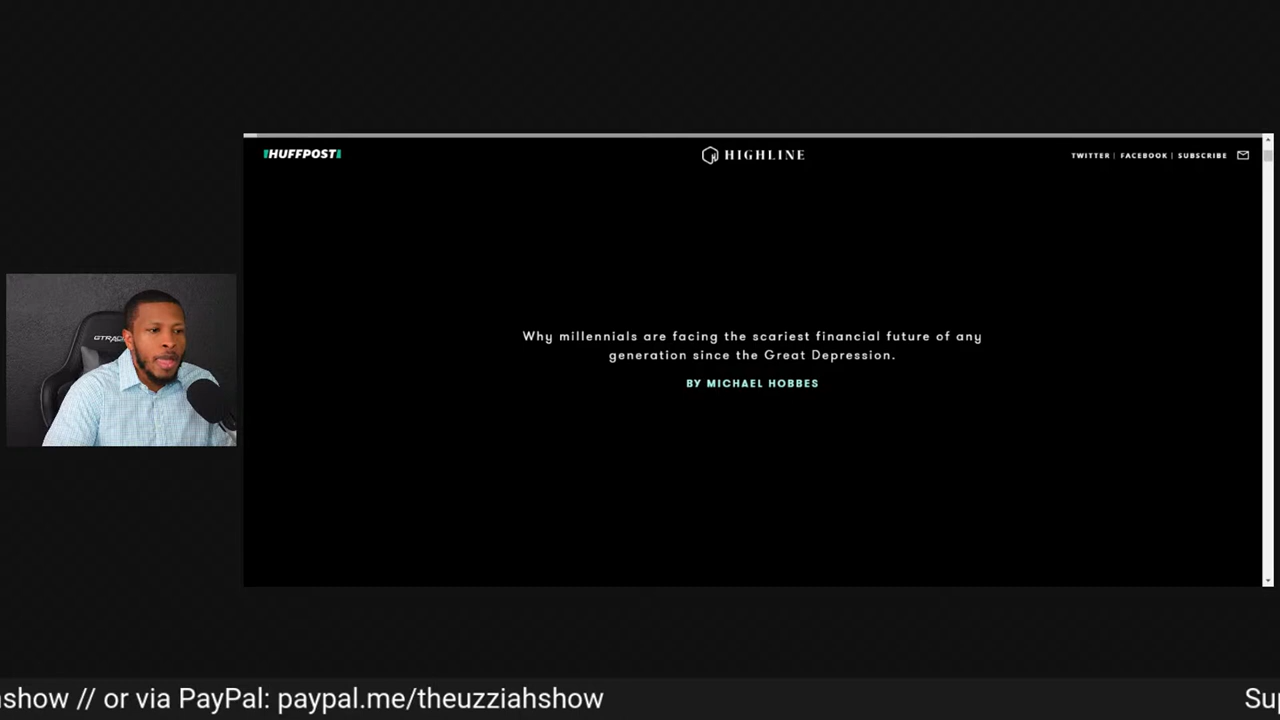 HUFFPOST
HIGHLINE
TWITTER | FACEBOOK | SUBSCRIBE
Why millennials are facing the scariest financial future of any
generation since the Great Depression.
BY MICHAEL HOBBES
show // or via PayPal: paypal.me/theuzziahshow